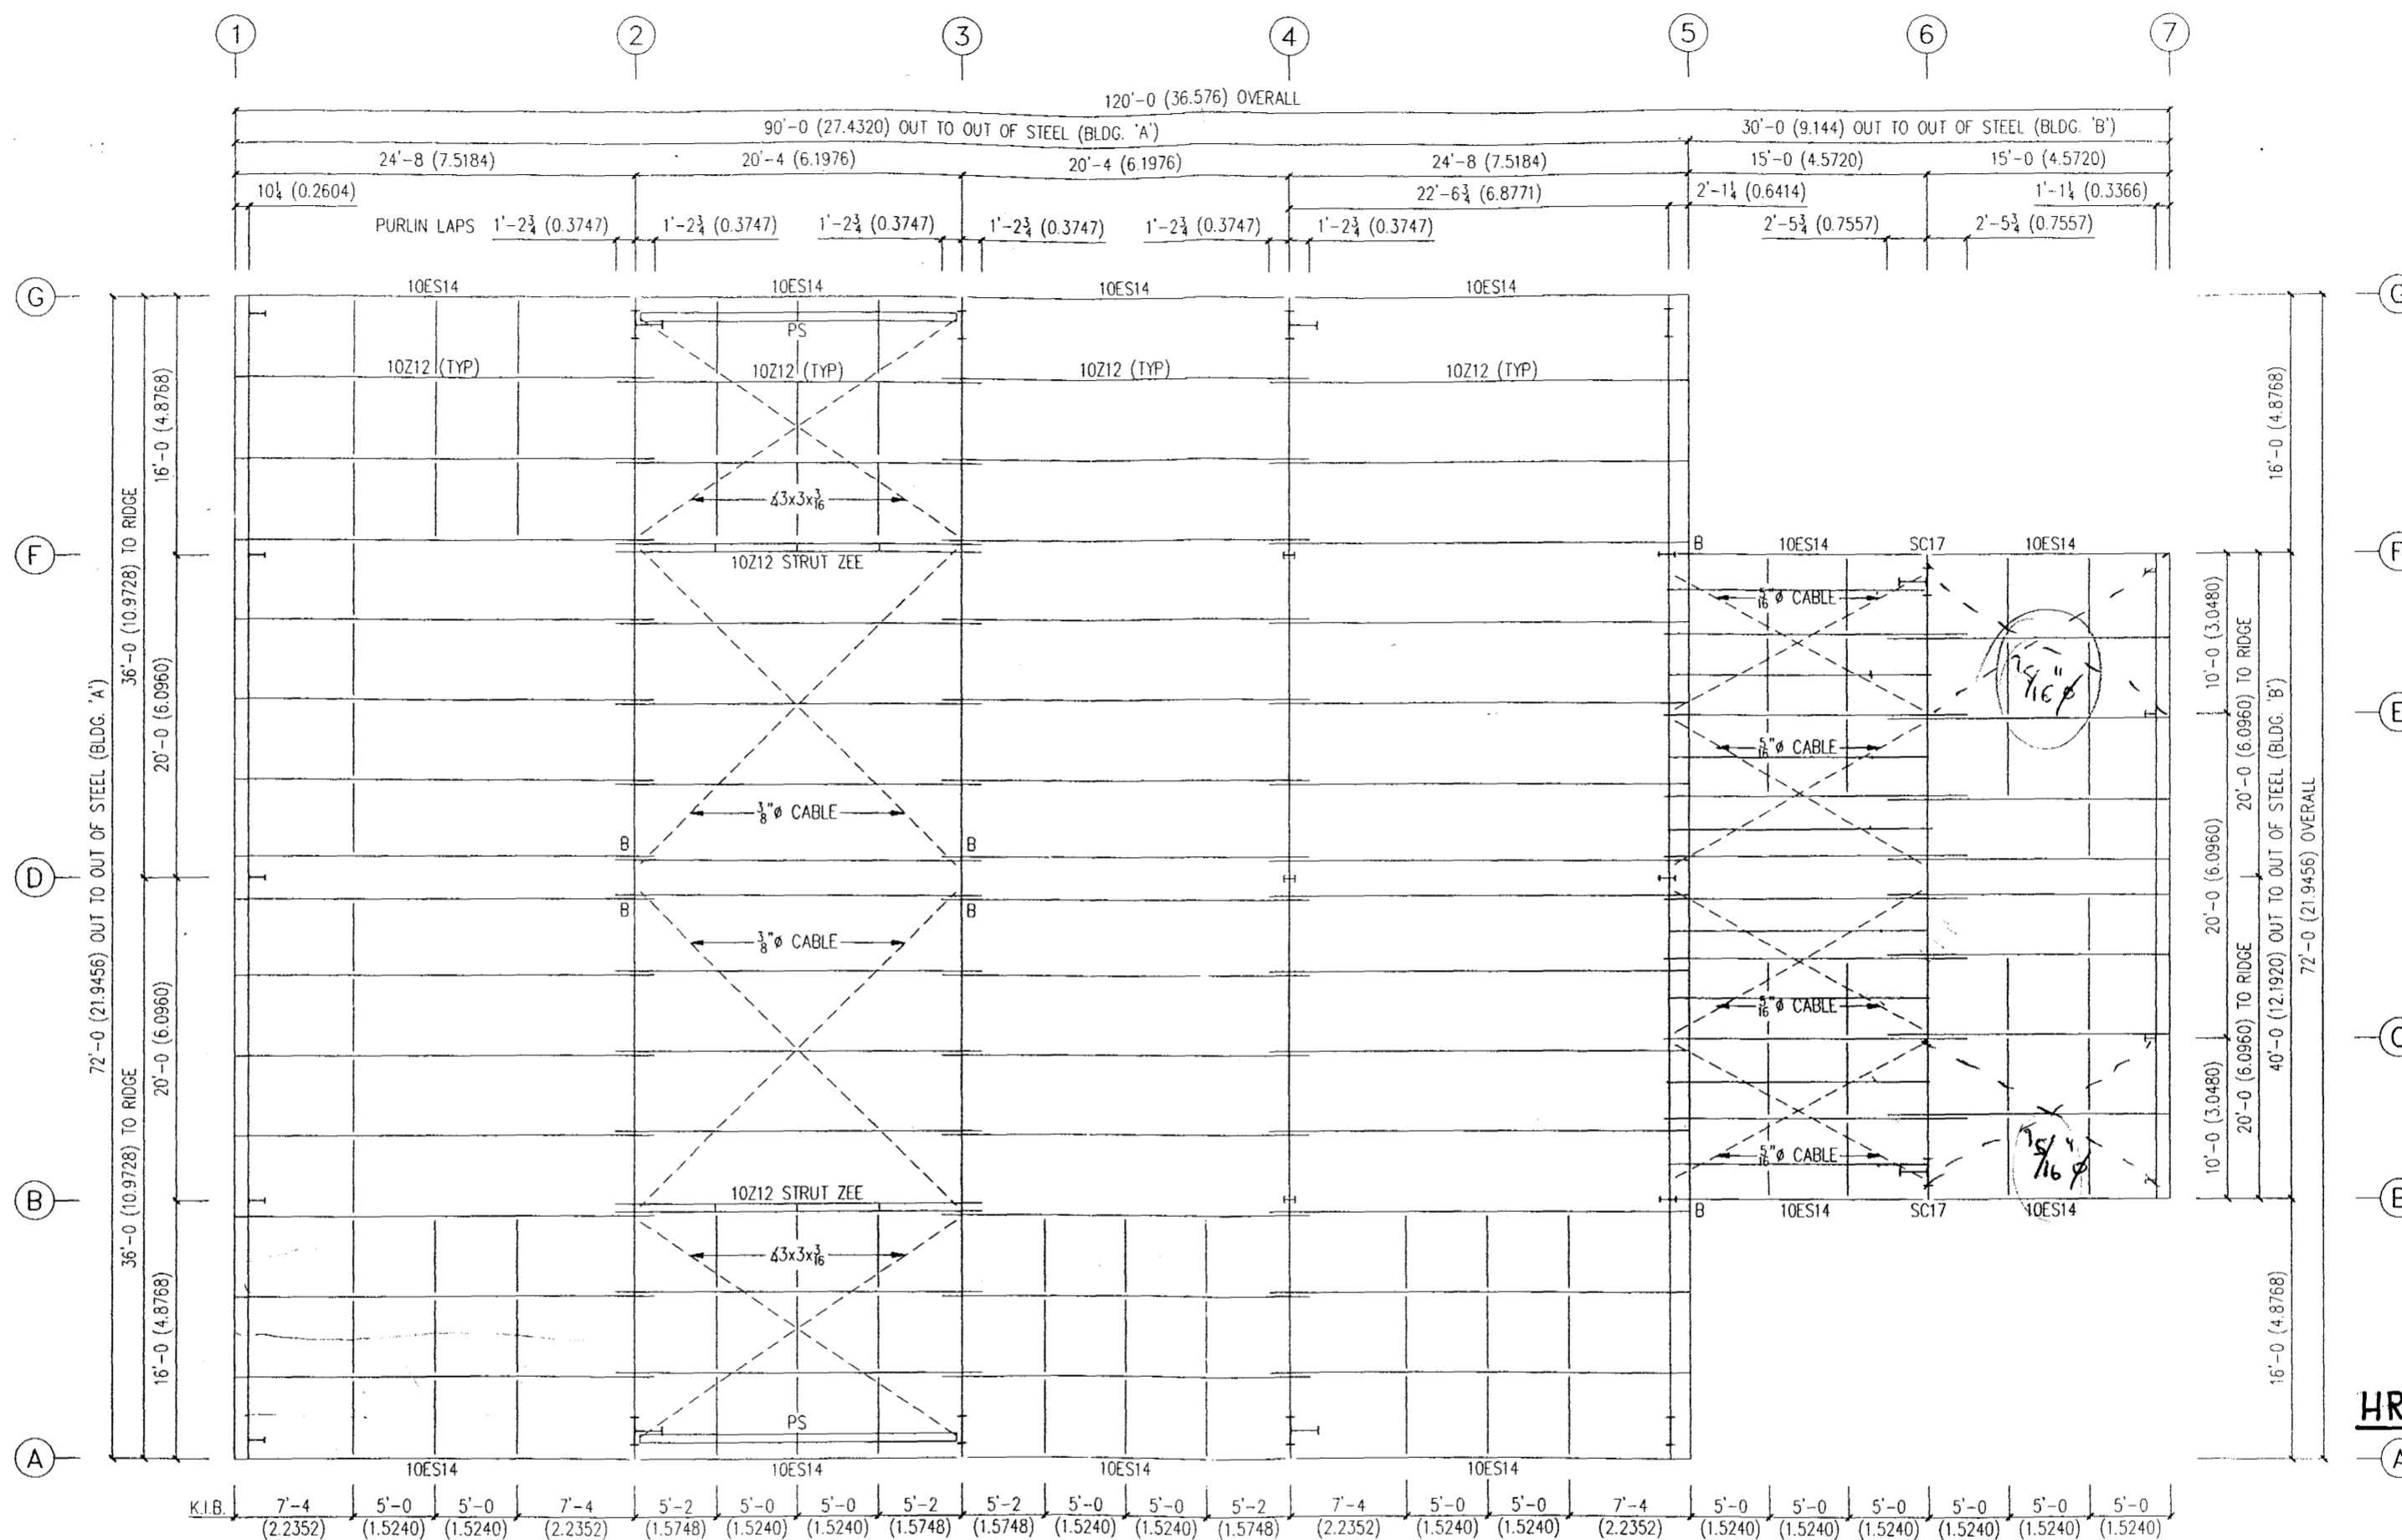 1 2 3 4 5 6 7
120'-0 (36.576) OVERALL
90'-0 (27.4320) OUT TO OUT OF STEEL (BLDG. 'A') 30'-0 (9.144) OUT TO OUT OF STEEL (BLDG. 'B')
24'-8 (7.5184) 20'-4 (6.1976) 20'-4 (6.1976) 24'-8 (7.5184) 15'-0 (4.5720) 15'-0 (4.5720)
10¼ (0.2604) 22'-6¾ (6.8771) 2'-1¼ (0.6414) 1'-1¼ (0.3366)
PURLIN LAPS 1'-2¾ (0.3747) 1'-2¾ (0.3747) 1'-2¾ (0.3747) 1'-2¾ (0.3747) 1'-2¾ (0.3747) 1'-2¾ (0.3747) 2'-5¾ (0.7557) 2'-5¾ (0.7557)
G 10ES14 10ES14 10ES14 10ES14 G
PS
10Z12 (TYP) 10Z12 (TYP) 10Z12 (TYP) 10Z12 (TYP)
16'-0 (4.8768) 16'-0 (4.8768)
∡3x3x3/16
36'-0 (10.9728) TO RIDGE
F B 10ES14 SC17 10ES14 F
10Z12 STRUT ZEE
5/16"ø CABLE
10'-0 (3.0480)
5/16"ø
20'-0 (6.0960) 20'-0 (6.0960) TO RIDGE
E
5/16"ø CABLE
72'-0 (21.9456) OUT TO OUT OF STEEL (BLDG. 'A')
3/8"ø CABLE
72'-0 (21.9456) OVERALL
B B
D
20'-0 (6.0960)
40'-0 (12.1920) OUT TO OUT OF STEEL (BLDG. 'B')
B B
3/8"ø CABLE
5/16"ø CABLE
20'-0 (6.0960)
C
20'-0 (6.0960) TO RIDGE
36'-0 (10.9728) TO RIDGE
10'-0 (3.0480)
5/16"ø CABLE 5/16"ø
B 10Z12 STRUT ZEE B
B 10ES14 SC17 10ES14
∡3x3x3/16
16'-0 (4.8768) 16'-0 (4.8768)
HR
PS
A A
10ES14 10ES14 10ES14 10ES14
K.I.B. 7'-4 5'-0 5'-0 7'-4 5'-2 5'-0 5'-0 5'-2 5'-2 5'-0 5'-0 5'-2 7'-4 5'-0 5'-0 7'-4 5'-0 5'-0 5'-0 5'-0 5'-0 5'-0
(2.2352) (1.5240) (1.5240) (2.2352) (1.5748) (1.5240) (1.5240) (1.5748) (1.5748) (1.5240) (1.5240) (1.5748) (2.2352) (1.5240) (1.5240) (2.2352) (1.5240) (1.5240) (1.5240) (1.5240) (1.5240) (1.5240)